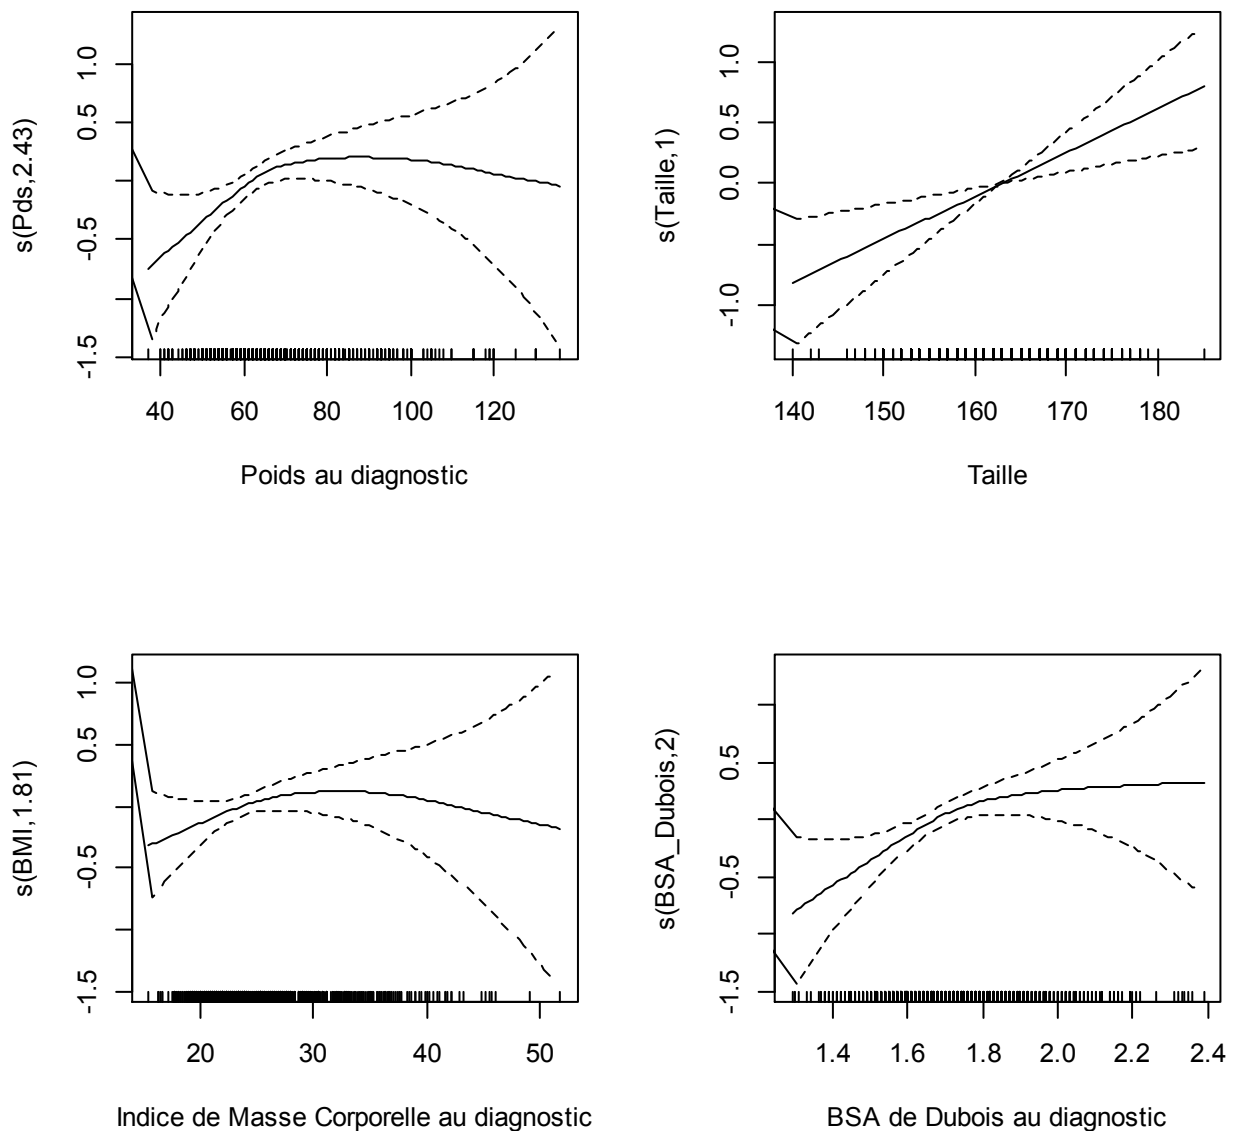 s(Pds,2.43)
1.0
0.5
0.0
-0.5
-1.5
40 60 80 100 120
Poids au diagnostic
s(Taille,1)
1.0
0.5
0.0
-1.0
140 150 160 170 180
Taille
s(BMI,1.81)
1.0
0.5
-0.5
-1.5
20 30 40 50
Indice de Masse Corporelle au diagnostic
s(BSA_Dubois,2)
0.5
-0.5
-1.5
1.4 1.6 1.8 2.0 2.2 2.4
BSA de Dubois au diagnostic